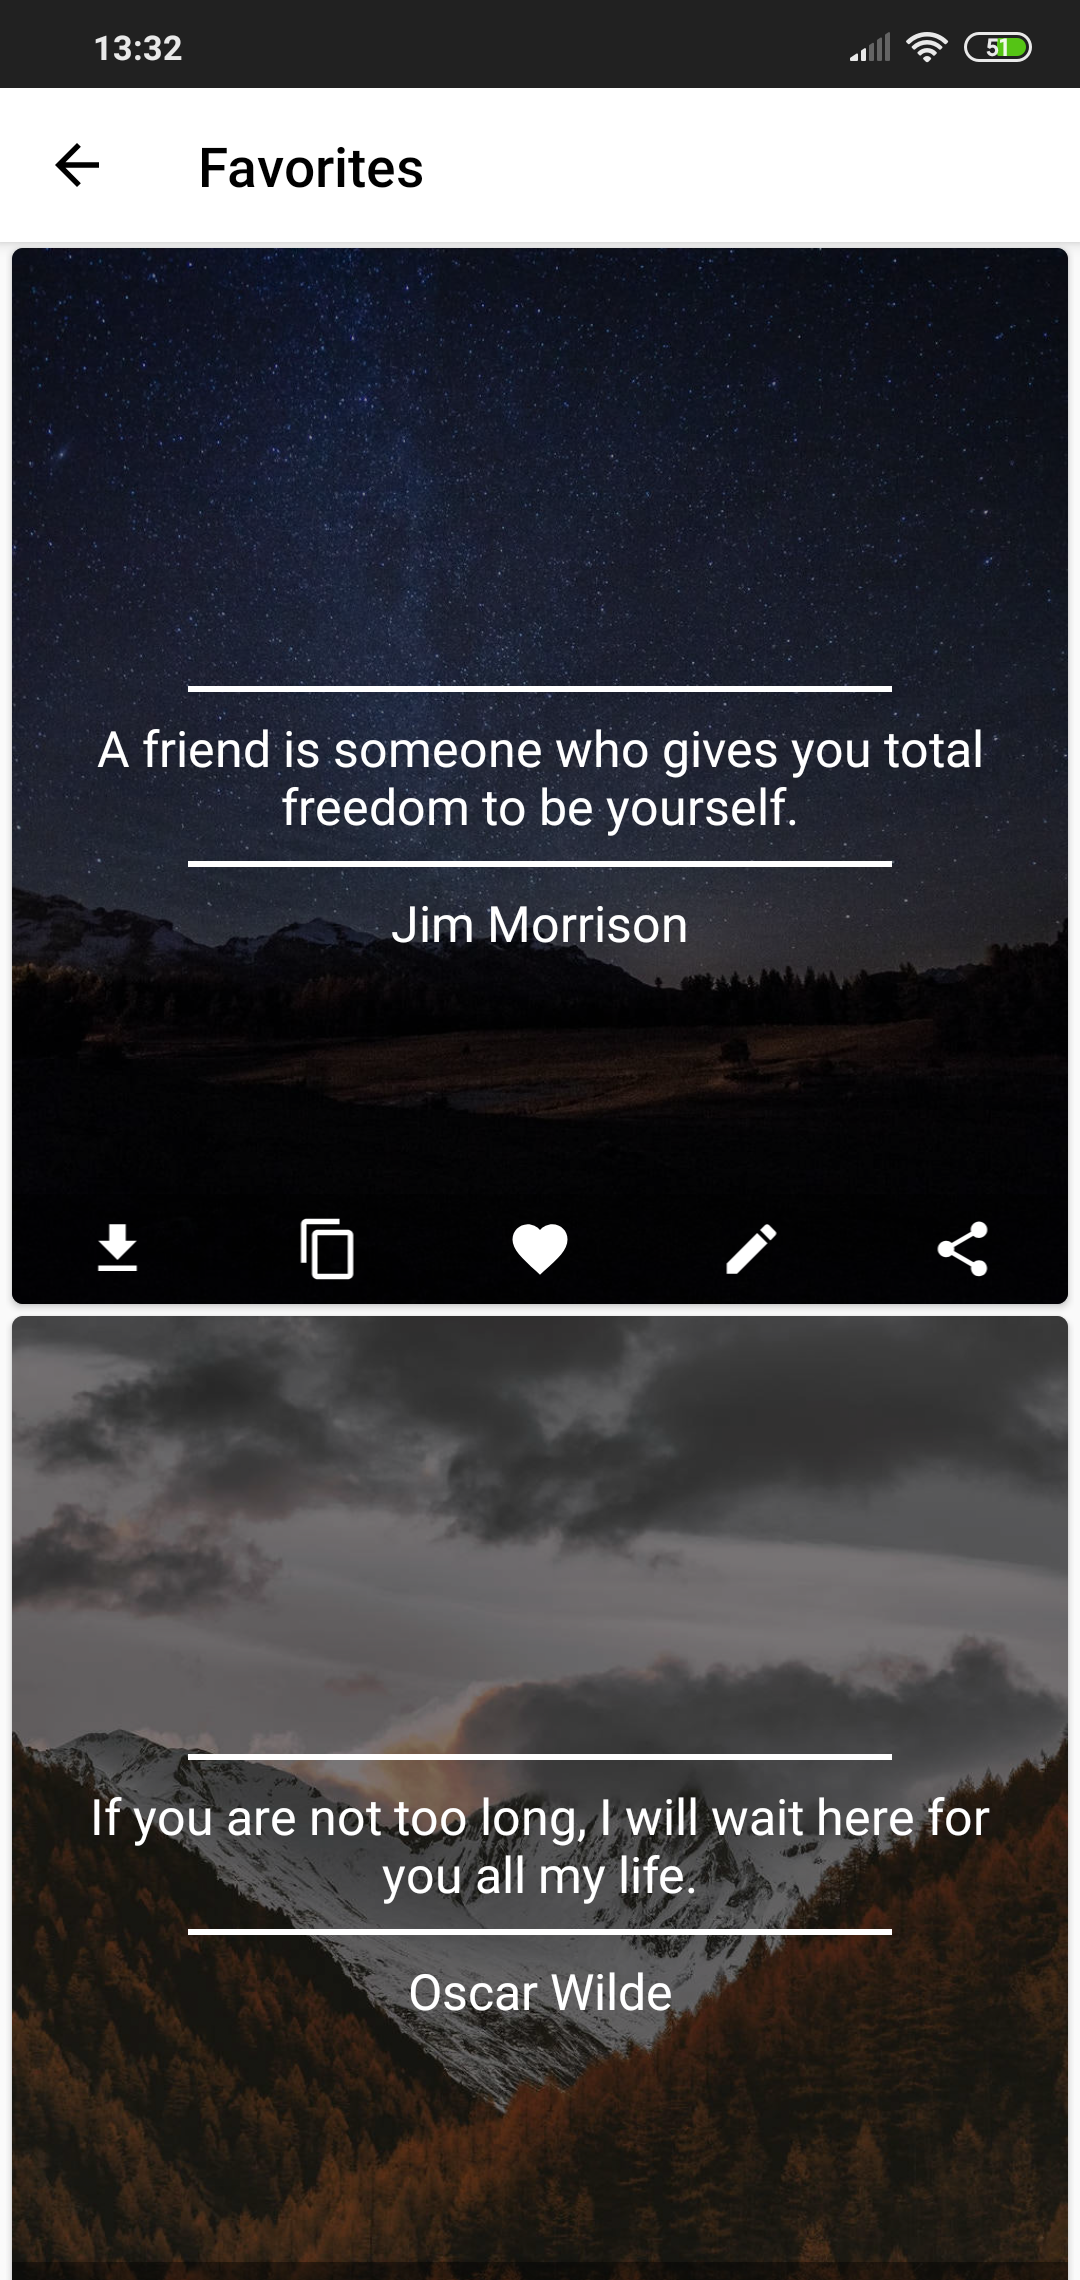 13:32
51
Favorites
A friend is someone who gives you total
freedom to be yourself.
Jim Morrison
If you are not too long, I will wait here for
you all my life.
Oscar Wilde